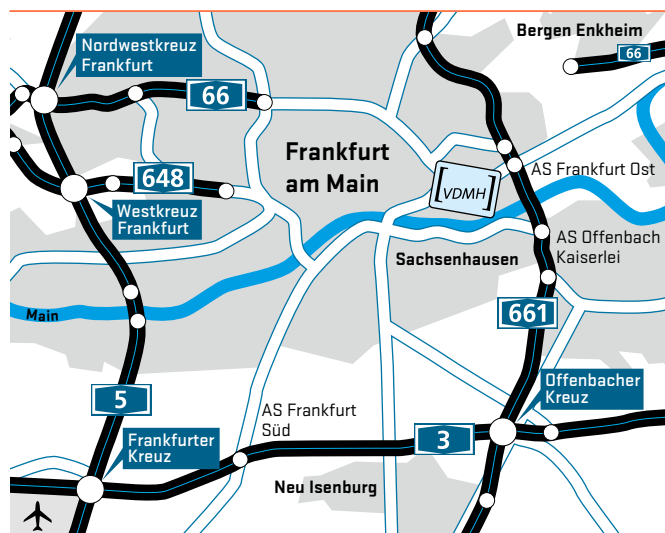 Bergen Enkheim
66
Nordwestkreuz
Frankfurt
66
Frankfurt
am Main
648
VDMH
AS Frankfurt Ost
Westkreuz
Frankfurt
AS Offenbach
Kaiserlei
Sachsenhausen
Main
661
5
Offenbacher
Kreuz
AS Frankfurt
Süd
3
Frankfurter
Kreuz
Neu Isenburg